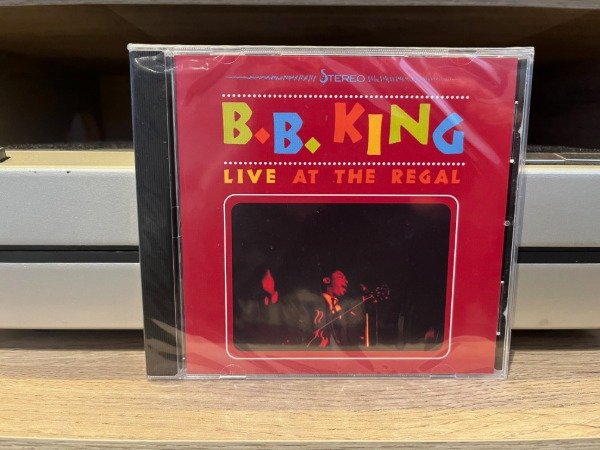 STEREO
B.B. KING
LIVE AT THE REGAL